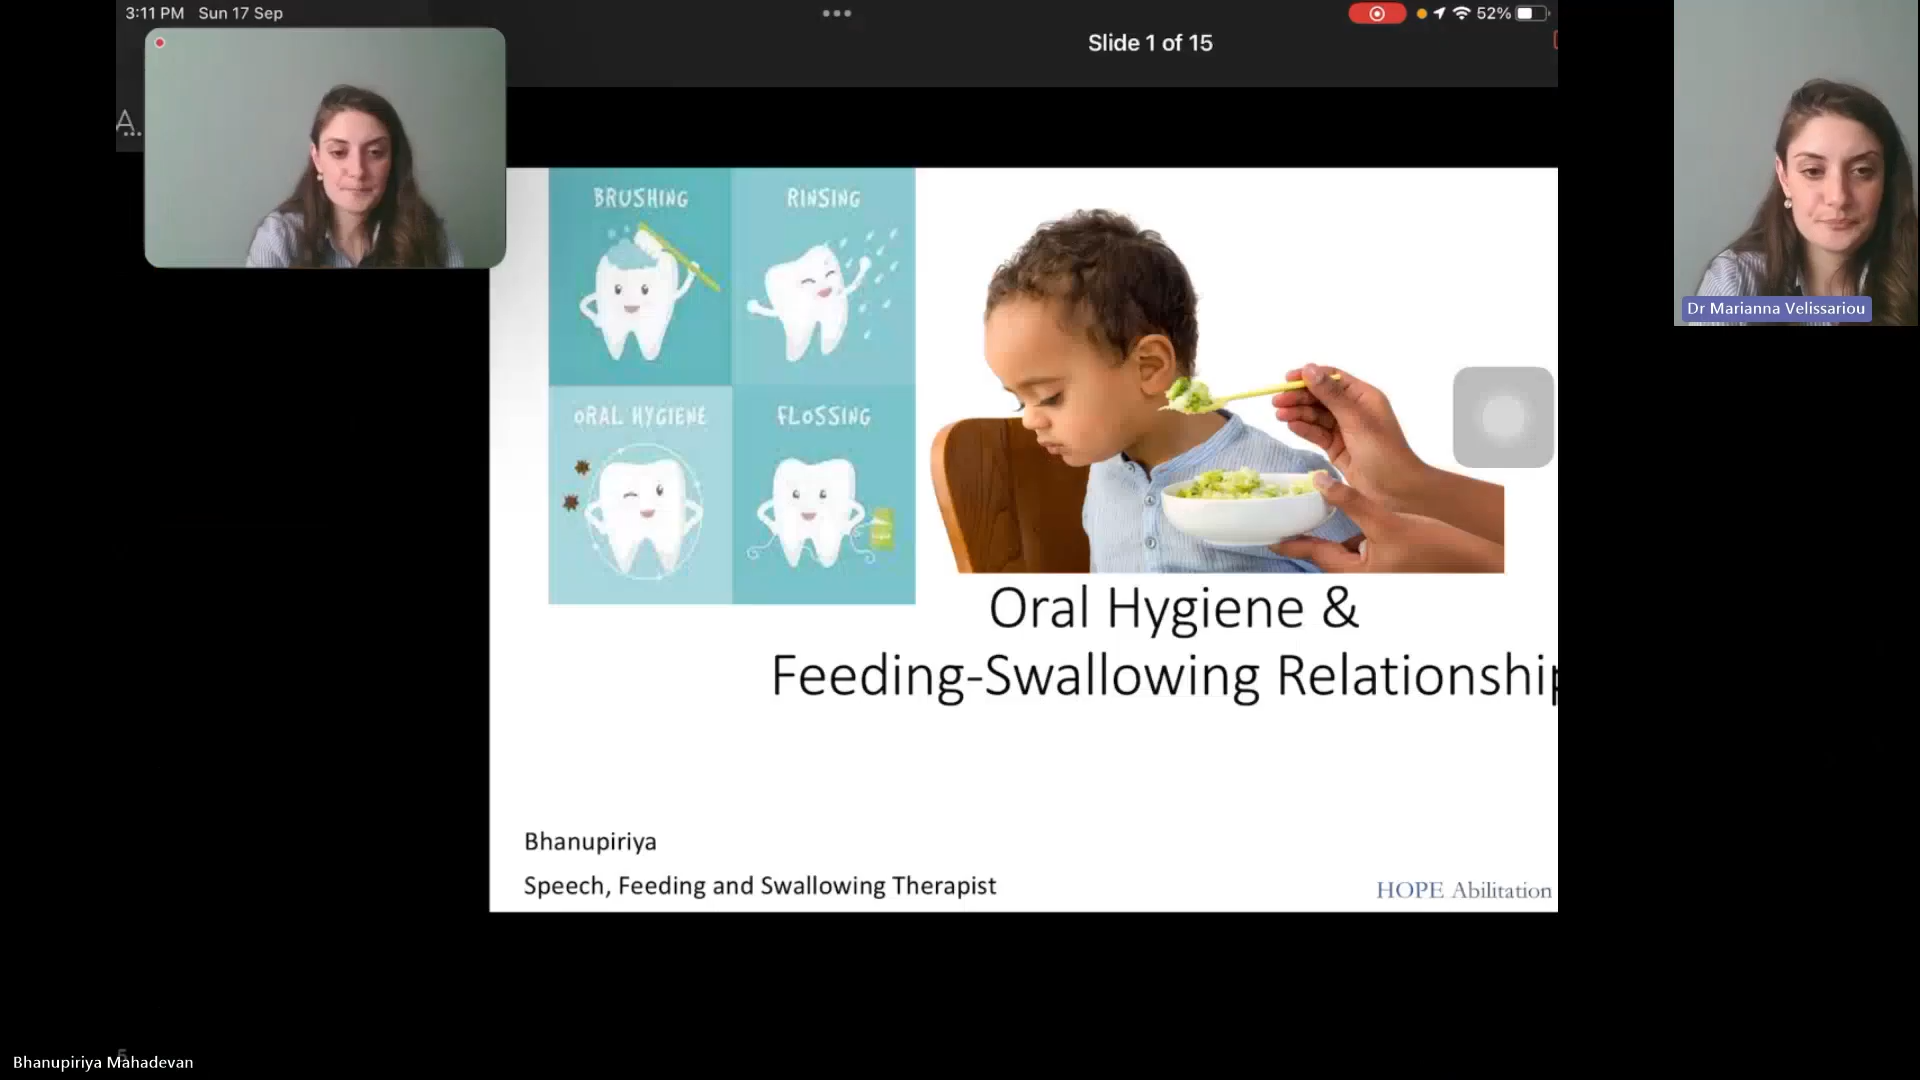 3:11 PM Sun 17 Sep
52%
Slide 1 of 15
A...
BRUSHING
RINSING
ORAL HYGIENE
FLOSSING
Oral Hygiene &
Feeding-Swallowing Relationship
Bhanupiriya
Speech, Feeding and Swallowing Therapist
HOPE Abilitation
Dr Marianna Velissariou
Bhanupiriya Mahadevan